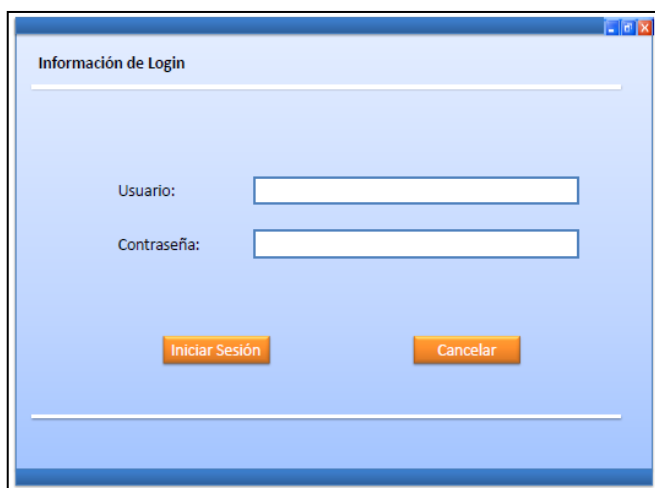 Información de Login
Usuario:
Contraseña:
Iniciar Sesión
Cancelar